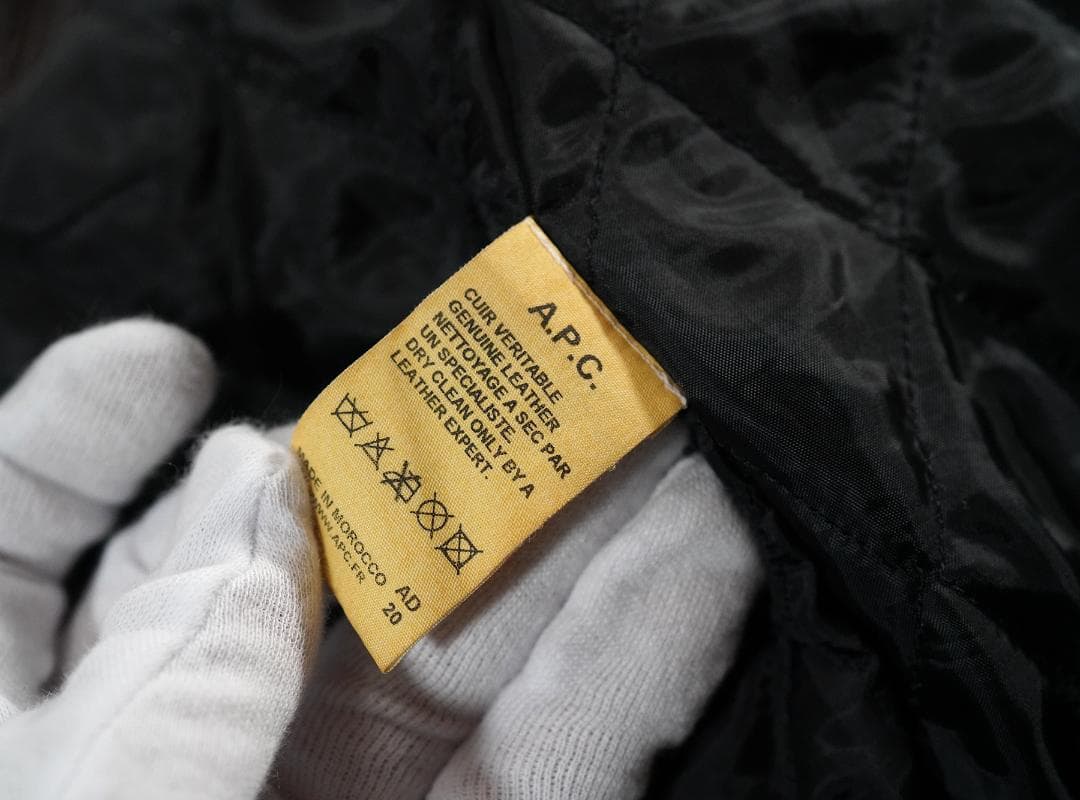 A.P.C.
CUIR VERITABLE
GENUINE LEATHER
NETTOYAGE A SEC PAR
UN SPECIALISTE.
DRY CLEAN ONLY BY A
LEATHER EXPERT.
MADE IN MOROCCO AD
WWW.APC.FR 20